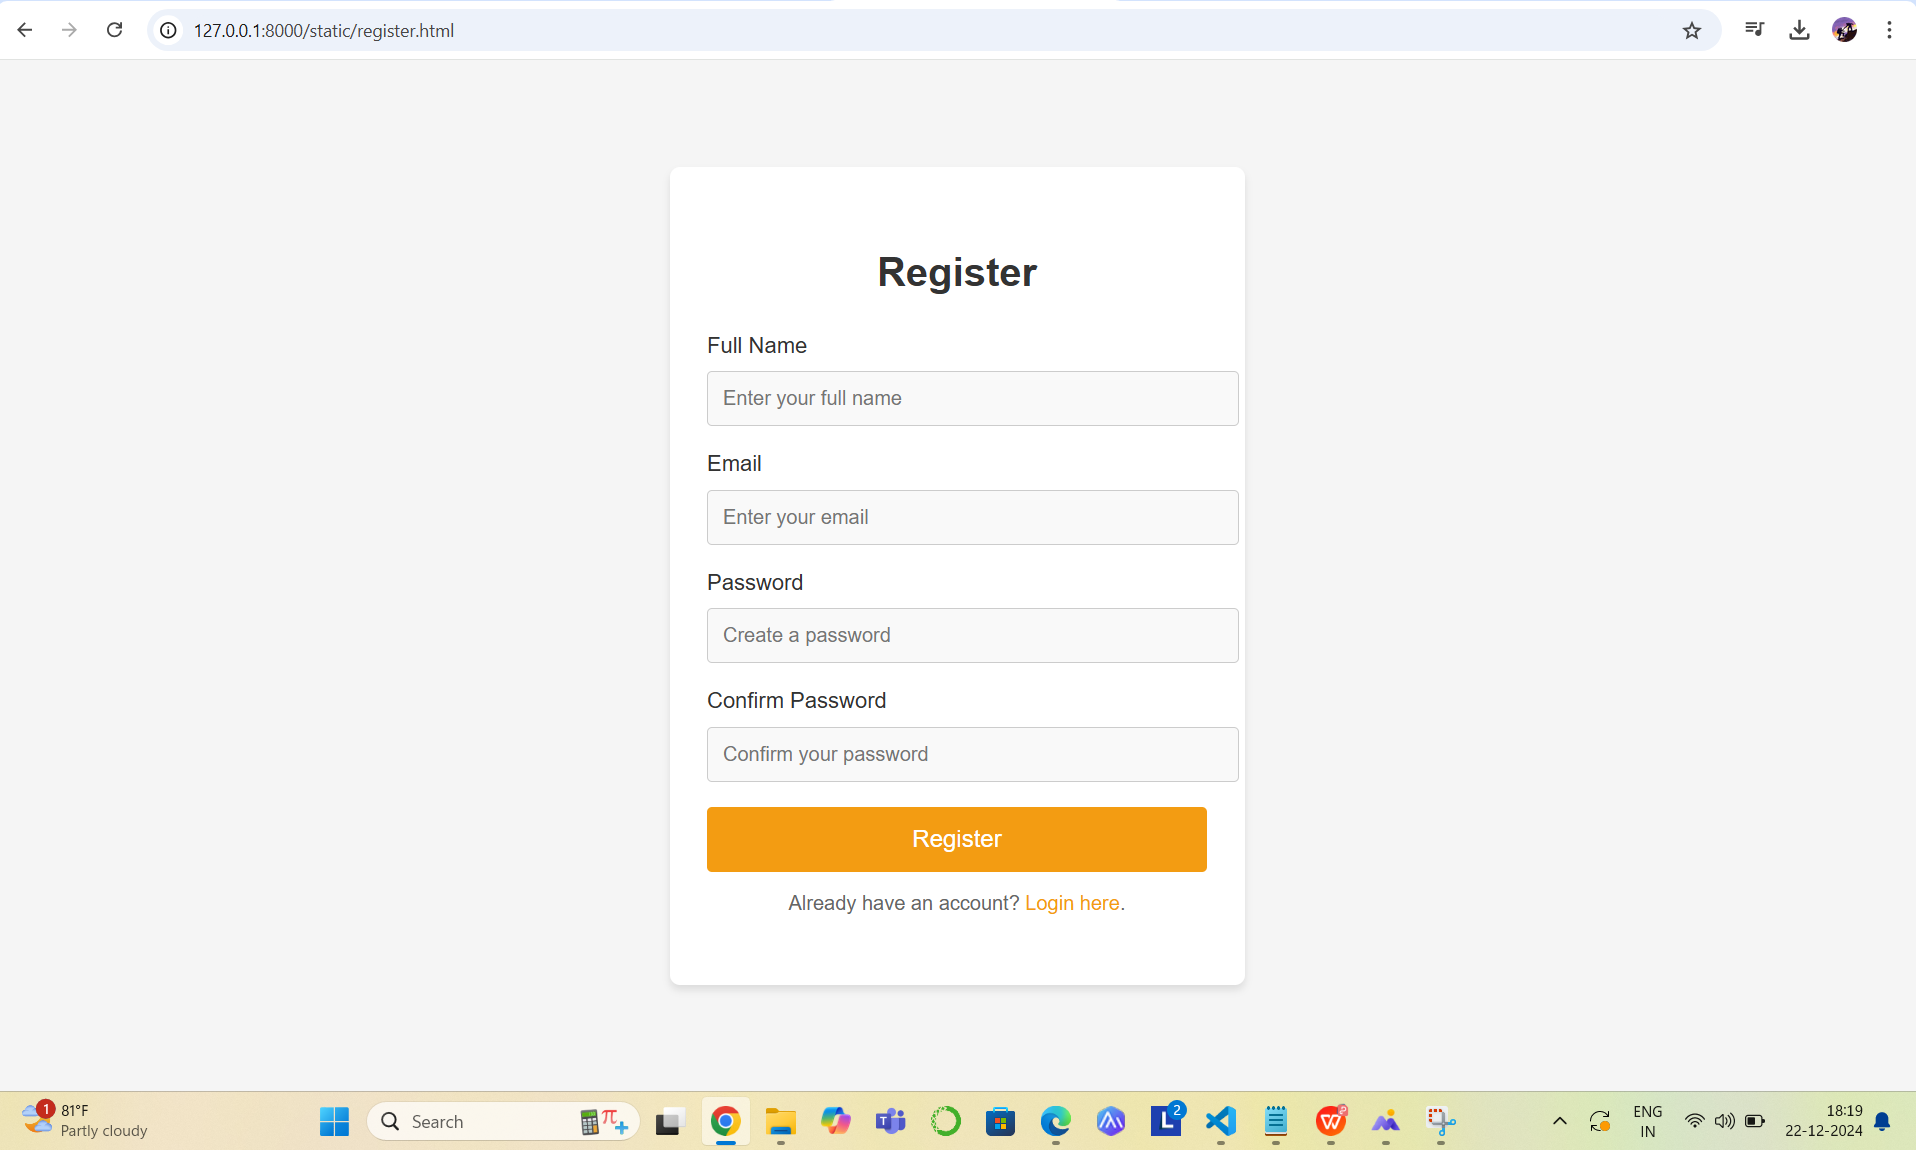 127.0.0.1:8000/static/register.html
Register
Full Name
Enter your full name
Email
Enter your email
Password
Create a password
Confirm Password
Confirm your password
Register
Already have an account? Login here.
1
81°F
Partly cloudy
Search
2
ENG
IN
18:19
22-12-2024